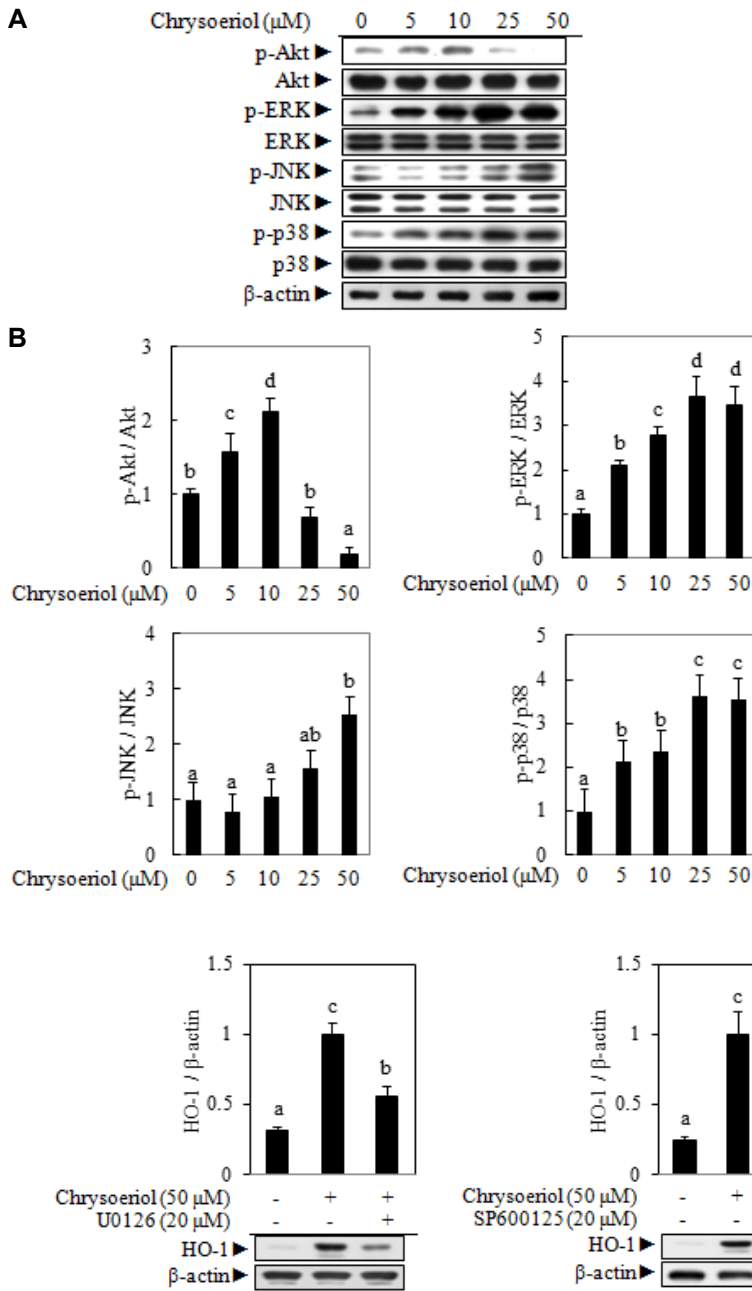 A
Chrysoeriol (μM) 0 5 10 25 50
p-Akt
Akt
p-ERK
ERK
p-JNK
JNK
p-p38
p38
β-actin
B
3
2
1
0
p-Akt / Akt
b c d b a
Chrysoeriol (μM) 0 5 10 25 50
5
4
3
2
1
0
p-ERK / ERK
a b c d d
Chrysoeriol (μM) 0 5 10 25 50
4
3
2
1
0
p-JNK / JNK
a a a ab b
Chrysoeriol (μM) 0 5 10 25 50
5
4
3
2
1
0
p-p38 / p38
a b b c c
Chrysoeriol (μM) 0 5 10 25 50
1.5
1
0.5
0
HO-1 / β-actin
a c b
Chrysoeriol (50 μM) - + +
U0126 (20 μM) - - +
HO-1
β-actin
1.5
1
0.5
0
HO-1 / β-actin
a c
Chrysoeriol (50 μM) - +
SP600125 (20 μM) - -
HO-1
β-actin